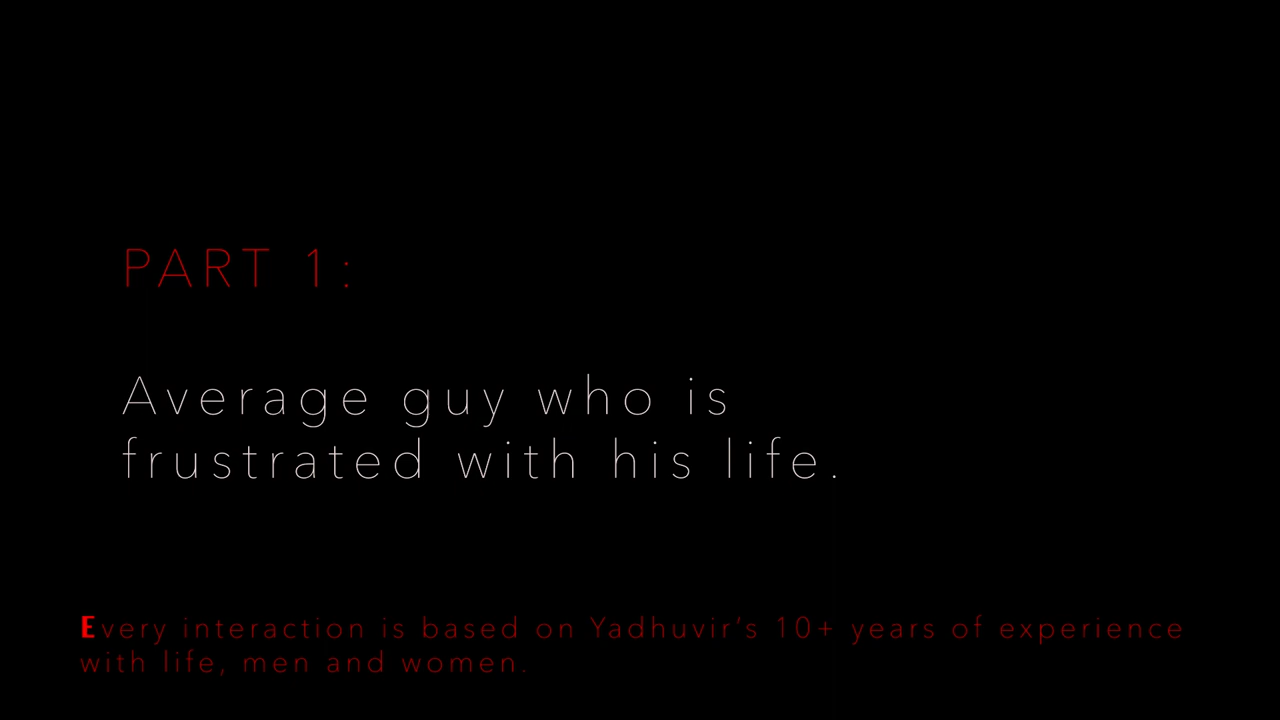 PART 1:
Average guy who is
frustrated with his life.
Every interaction is based on Yadhuvir’s 10+ years of experience
with life, men and women.